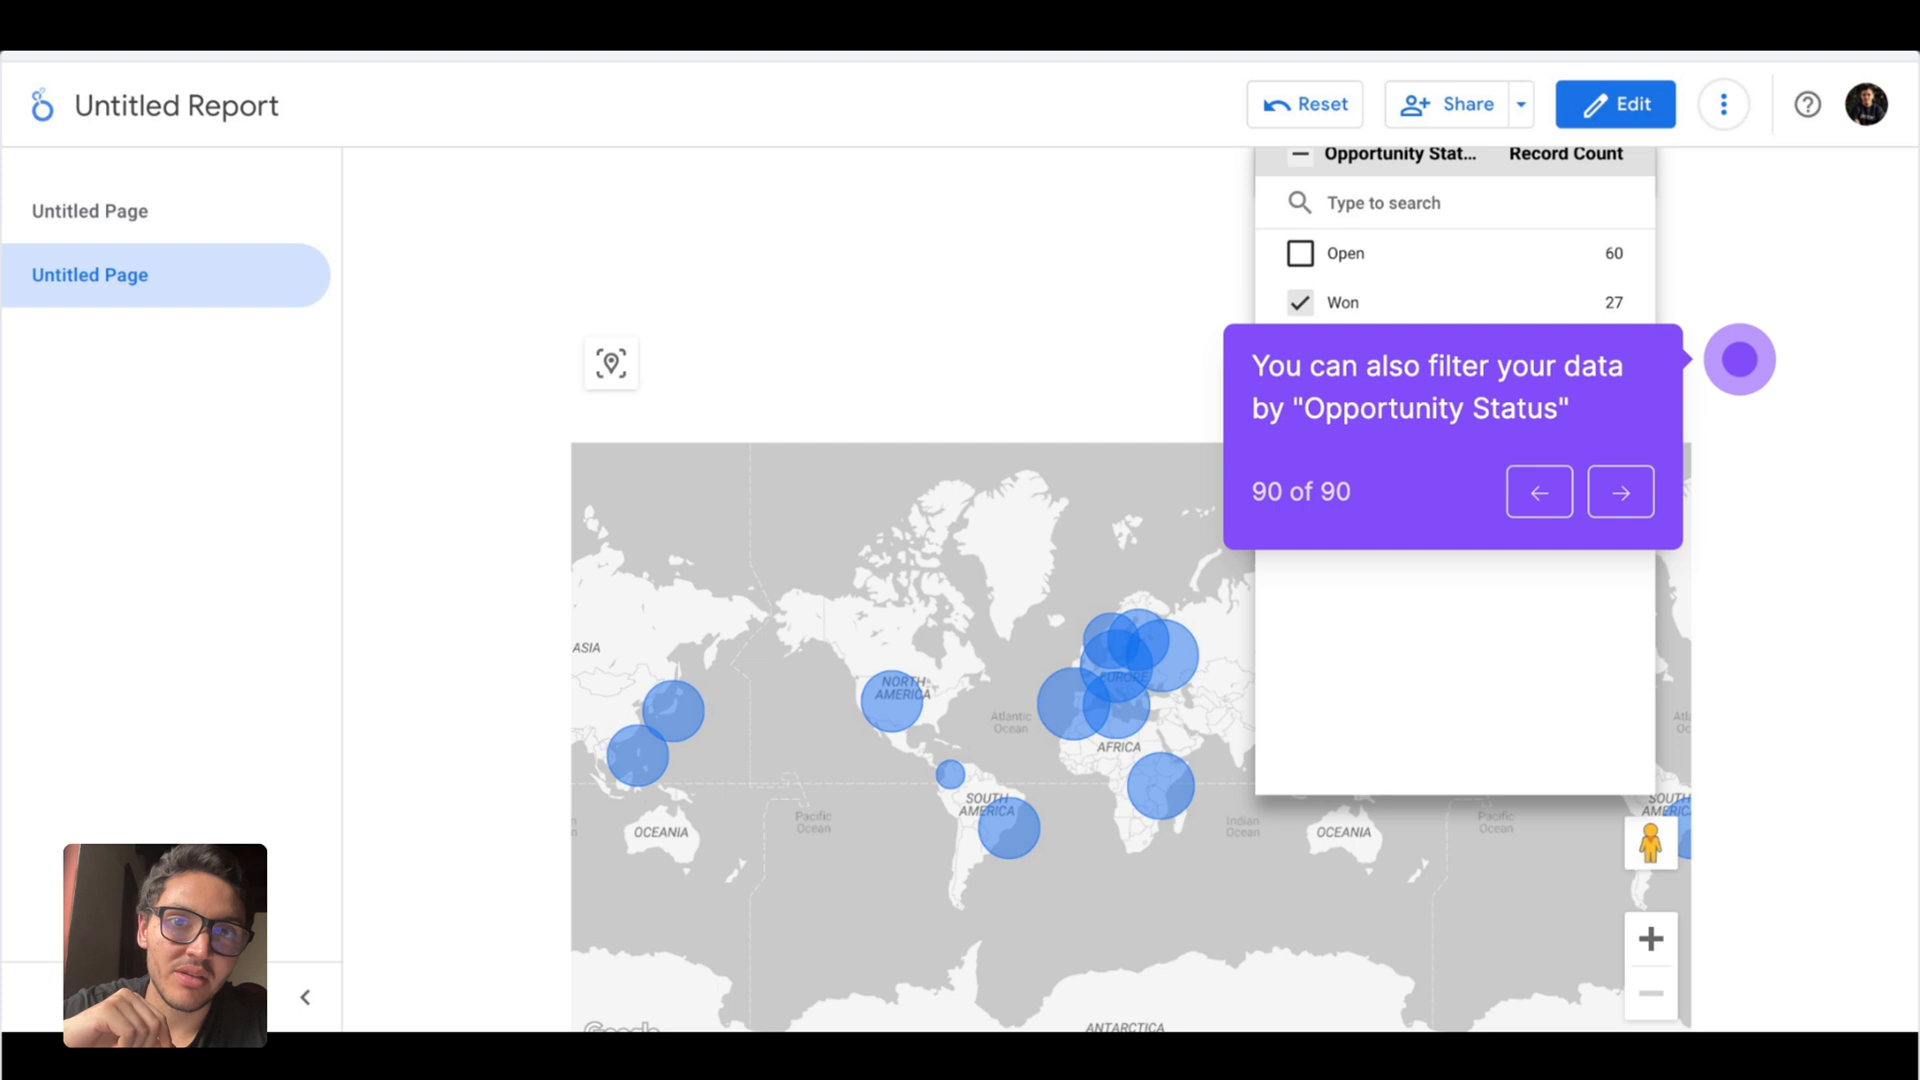 Untitled Report
Reset
Share
Edit
Untitled Page
Untitled Page
Opportunity Stat... Record Count
Type to search
Open 60
Won 27
You can also filter your data
by "Opportunity Status"
90 of 90
ASIA
NORTH
AMERICA
EUROPE
Atlantic
Ocean
AFRICA
SOUTH
AMERICA
Pacific
Ocean
OCEANIA
Indian
Ocean
OCEANIA
Pacific
Ocean
SOUTH
AMERIC
Google
ANTARCTICA